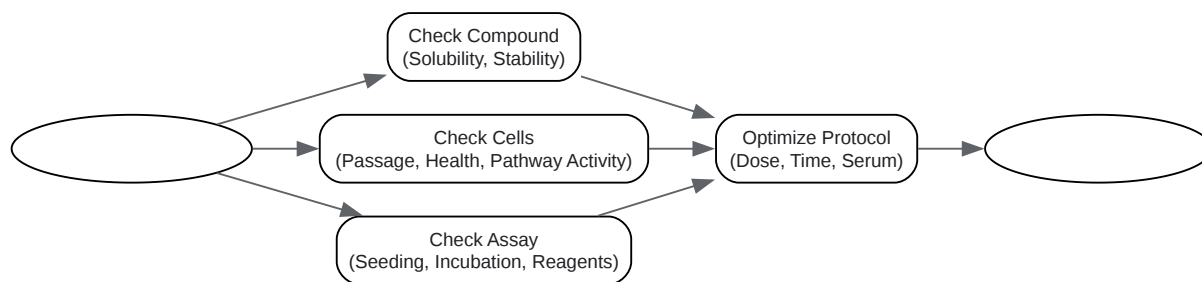 Check Compound
(Solubility, Stability)
Check Cells
(Passage, Health, Pathway Activity)
Optimize Protocol
(Dose, Time, Serum)
Check Assay
(Seeding, Incubation, Reagents)